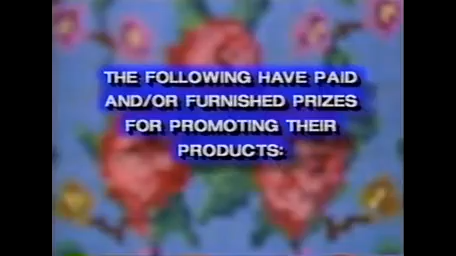 THE FOLLOWING HAVE PAID
AND/OR FURNISHED PRIZES
FOR PROMOTING THEIR
PRODUCTS: